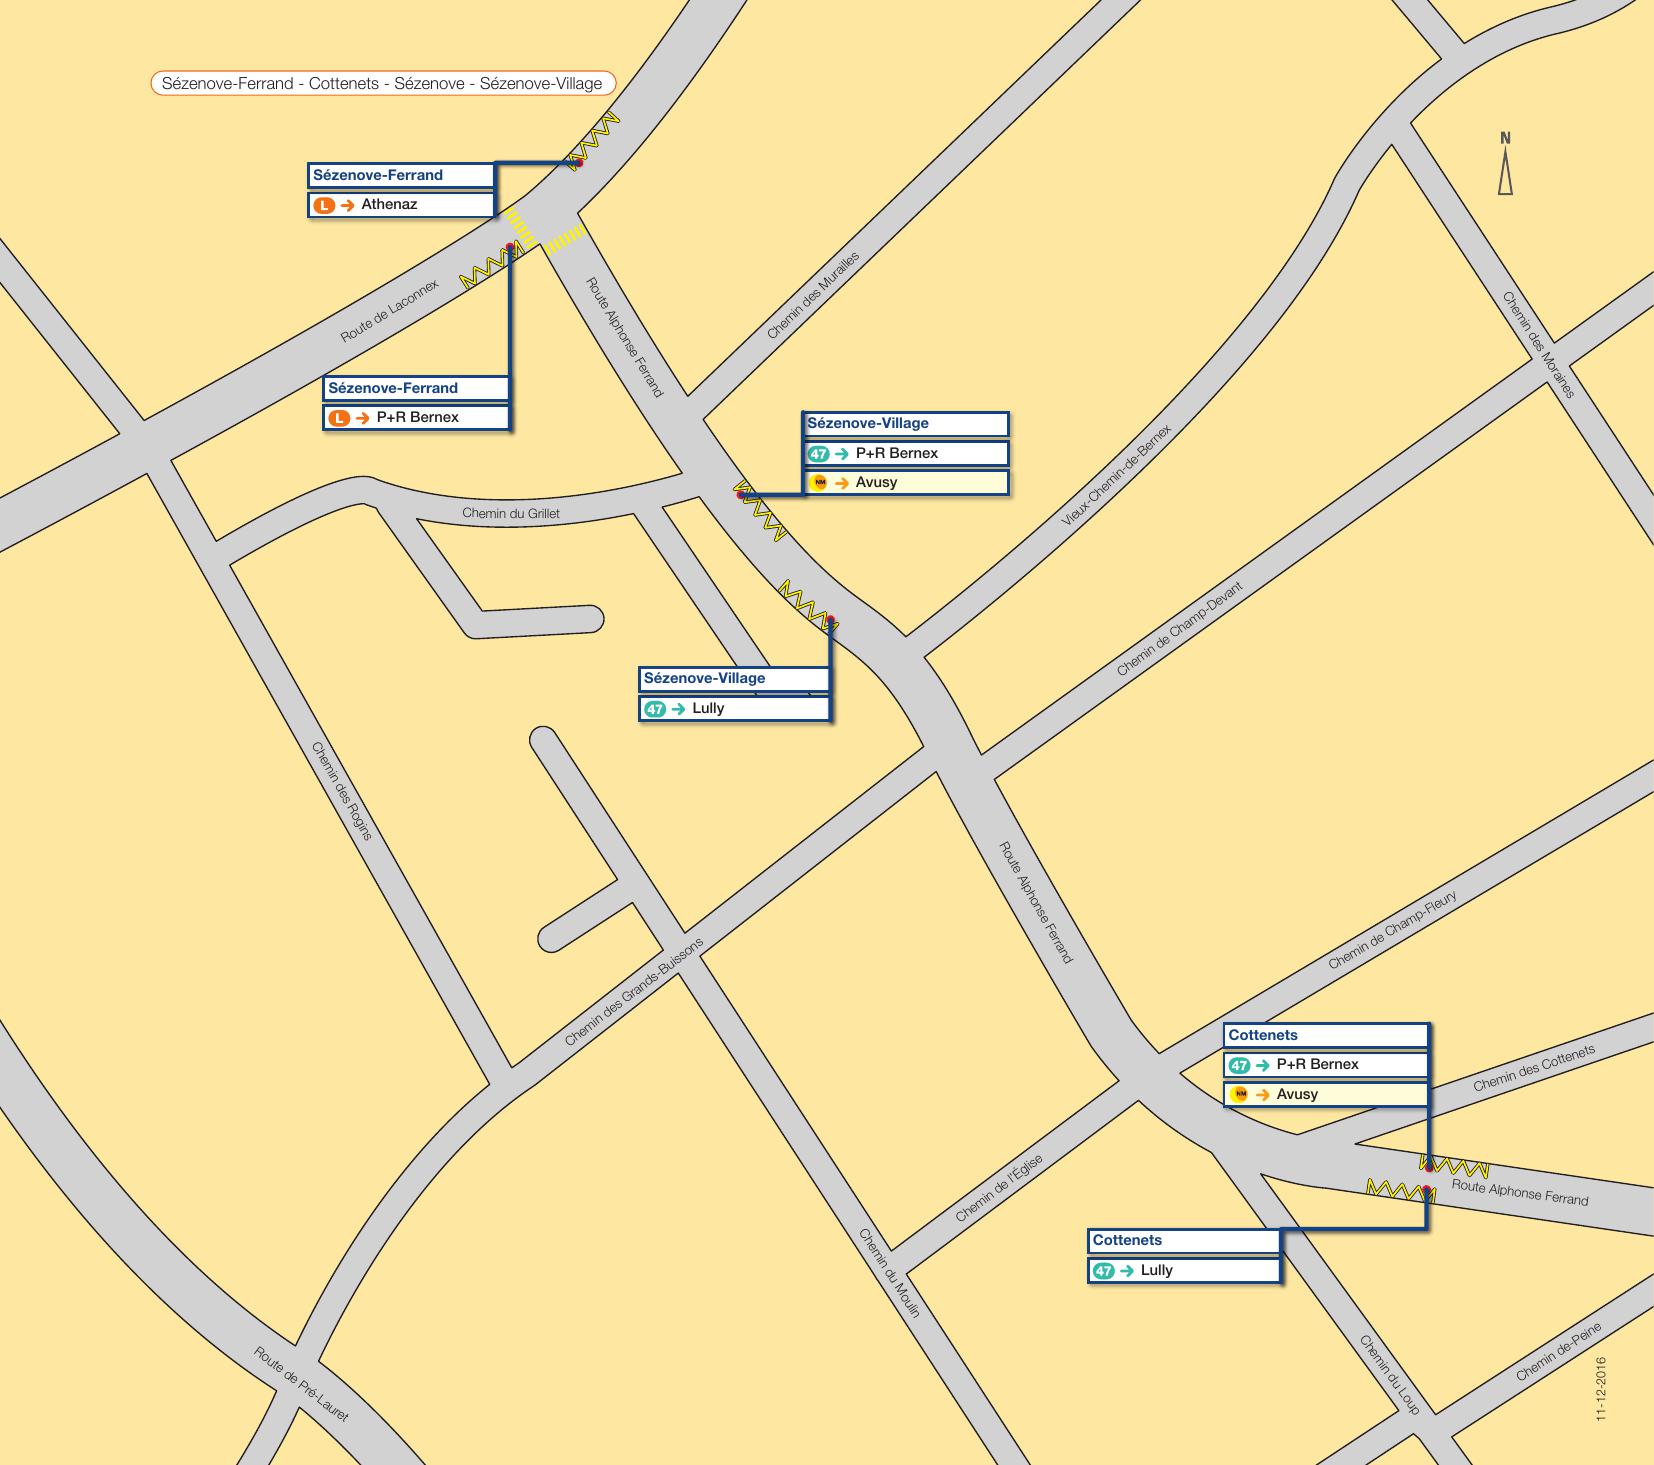 Sézenove-Ferrand - Cottenets - Sézenove - Sézenove-Village
N
Sézenove-Ferrand
L → Athenaz
Route de Laconnex
Route Alphonse Ferrand
Chemin des Murailles
Chemin des Moraines
Sézenove-Ferrand
L → P+R Bernex
Sézenove-Village
47 → P+R Bernex
NM → Avusy
Vieux-Chemin-de-Bernex
Chemin du Grillet
Chemin de Champ-Devant
Sézenove-Village
47 → Lully
Chemin des Rogins
Route Alphonse Ferrand
Chemin de Champ-Fleury
Chemin des Grands-Buissons
Cottenets
47 → P+R Bernex
NM → Avusy
Chemin des Cottenets
Chemin de l'Église
Route Alphonse Ferrand
Cottenets
47 → Lully
Chemin du Moulin
Chemin du Loup
Chemin de-Peine
Route de Pré-Lauret
11-12-2016